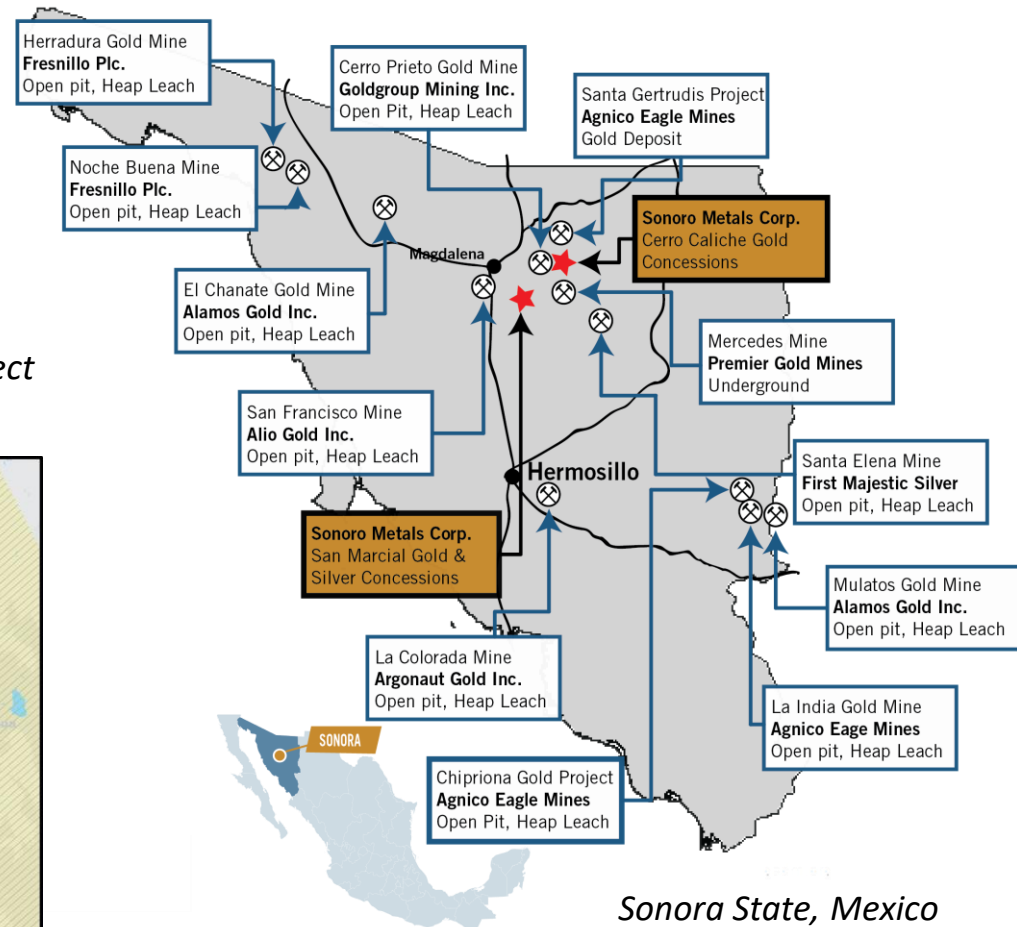 Herradura Gold Mine
Fresnillo Plc.
Open pit, Heap Leach
Cerro Prieto Gold Mine
Goldgroup Mining Inc.
Open Pit, Heap Leach
Santa Gertrudis Project
Agnico Eagle Mines
Gold Deposit
Noche Buena Mine
Fresnillo Plc.
Open pit, Heap Leach
Sonoro Metals Corp.
Cerro Caliche Gold
Concessions
Magdalena
El Chanate Gold Mine
Alamos Gold Inc.
Open pit, Heap Leach
Mercedes Mine
Premier Gold Mines
Underground
ect
San Francisco Mine
Alio Gold Inc.
Open pit, Heap Leach
Hermosillo
Santa Elena Mine
First Majestic Silver
Open pit, Heap Leach
Sonoro Metals Corp.
San Marcial Gold &
Silver Concessions
Mulatos Gold Mine
Alamos Gold Inc.
Open pit, Heap Leach
La Colorada Mine
Argonaut Gold Inc.
Open pit, Heap Leach
La India Gold Mine
Agnico Eage Mines
Open pit, Heap Leach
SONORA
Chipriona Gold Project
Agnico Eagle Mines
Open Pit, Heap Leach
Sonora State, Mexico